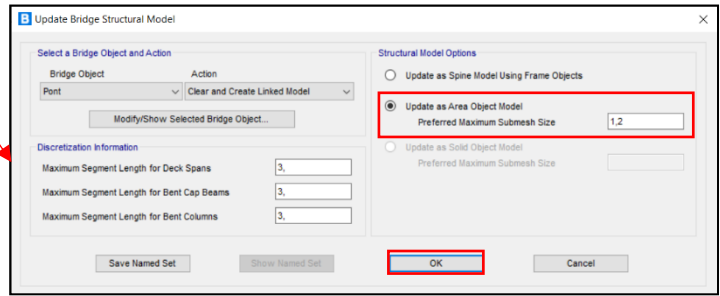 B Update Bridge Structural Model
Select a Bridge Object and Action
Bridge Object Action
Pont Clear and Create Linked Model
Modify/Show Selected Bridge Object...
Discretization Information
Maximum Segment Length for Deck Spans 3,
Maximum Segment Length for Bent Cap Beams 3,
Maximum Segment Length for Bent Columns 3,
Structural Model Options
Update as Spine Model Using Frame Objects
Update as Area Object Model
Preferred Maximum Submesh Size 1,2
Update as Solid Object Model
Preferred Maximum Submesh Size
Save Named Set Show Named Set OK Cancel